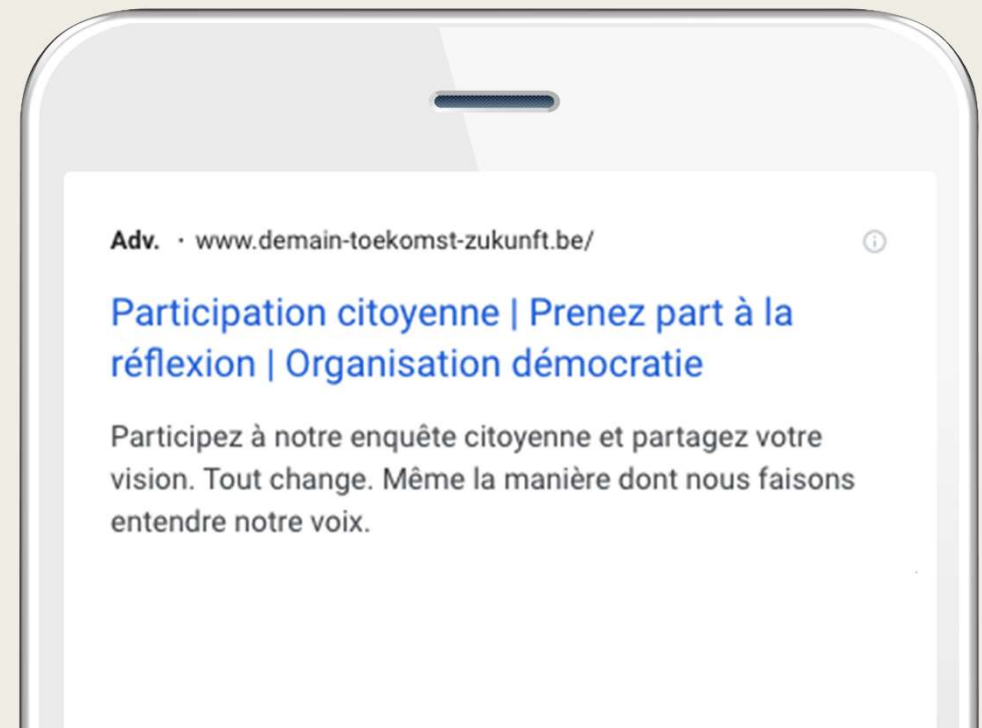 Adv. · www.demain-toekomst-zukunft.be/
Participation citoyenne | Prenez part à la
réflexion | Organisation démocratie
Participez à notre enquête citoyenne et partagez votre
vision. Tout change. Même la manière dont nous faisons
entendre notre voix.